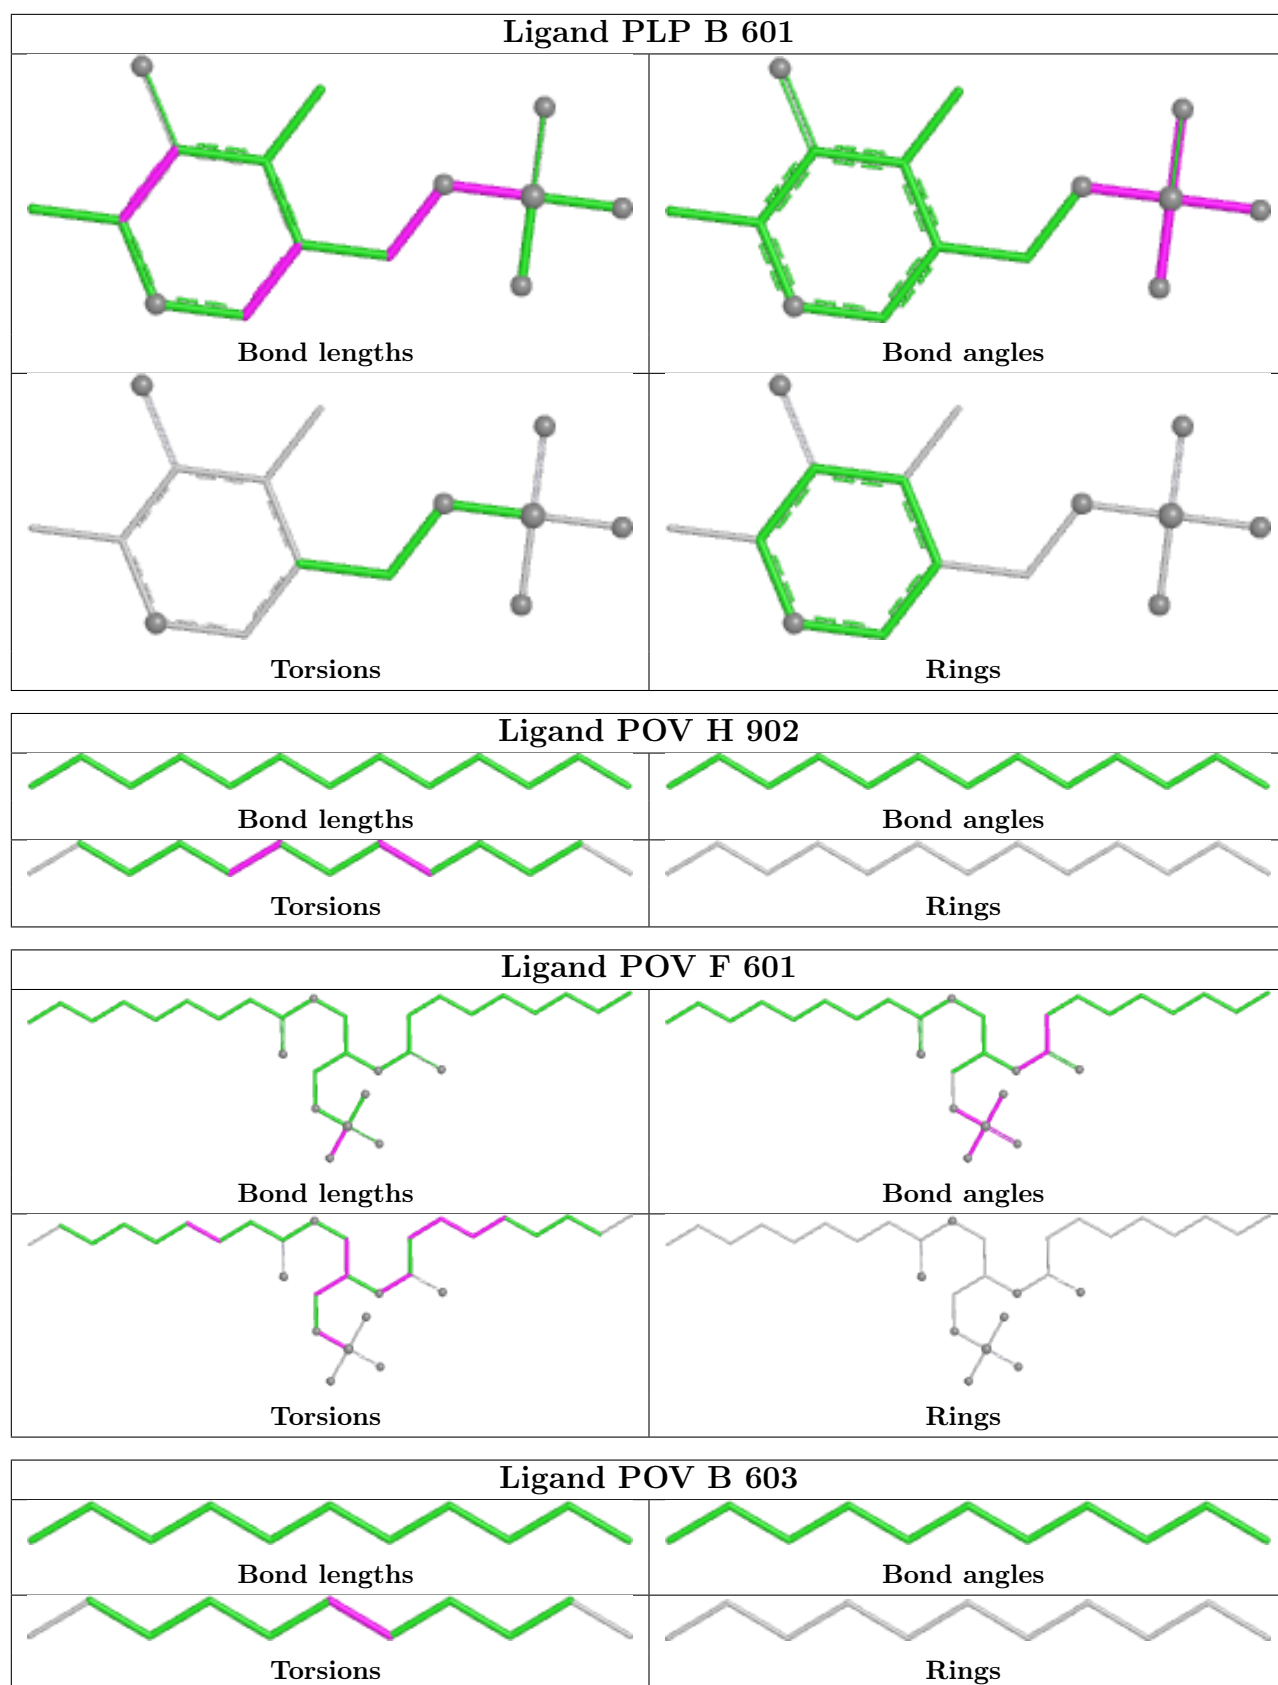 Ligand PLP B 601
Bond lengths
Bond angles
Torsions
Rings
Ligand POV H 902
Bond lengths
Bond angles
Torsions
Rings
Ligand POV F 601
Bond lengths
Bond angles
Torsions
Rings
Ligand POV B 603
Bond lengths
Bond angles
Torsions
Rings